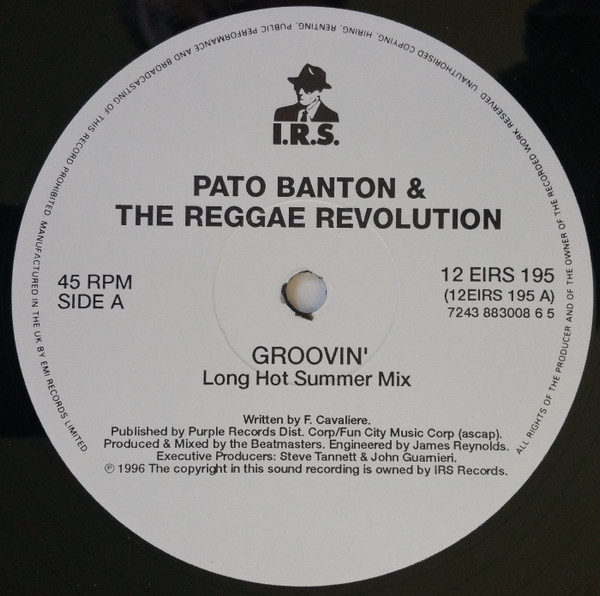 I.R.S.
PATO BANTON &
THE REGGAE REVOLUTION
45 RPM
SIDE A
12 EIRS 195
(12EIRS 195 A)
7243 883008 6 5
GROOVIN'
Long Hot Summer Mix
Written by F. Cavaliere.
Published by Purple Records Dist. Corp/Fun City Music Corp (ascap).
Produced & Mixed by the Beatmasters. Engineered by James Reynolds.
Executive Producers: Steve Tannett & John Guarnieri.
℗ 1996 The copyright in this sound recording is owned by IRS Records.
ALL RIGHTS OF THE PRODUCER AND OF THE OWNER OF THE RECORDED WORK RESERVED. UNAUTHORISED COPYING, HIRING, RENTING, PUBLIC PERFORMANCE AND BROADCASTING OF THIS RECORD PROHIBITED. MANUFACTURED IN THE UK BY EMI RECORDS LIMITED